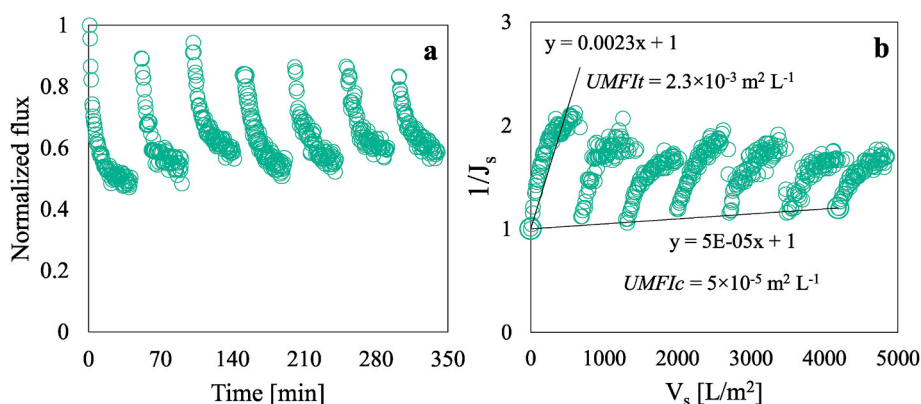 a
1
0.8
0.6
0.4
0.2
0
0 70 140 210 280 350
Normalized flux
Time [min]
b
3
2
1
0
0 1000 2000 3000 4000 5000
1/Jₛ
Vₛ [L/m²]
y = 0.0023x + 1
UMFIt = 2.3×10⁻³ m² L⁻¹
y = 5E-05x + 1
UMFIc = 5×10⁻⁵ m² L⁻¹